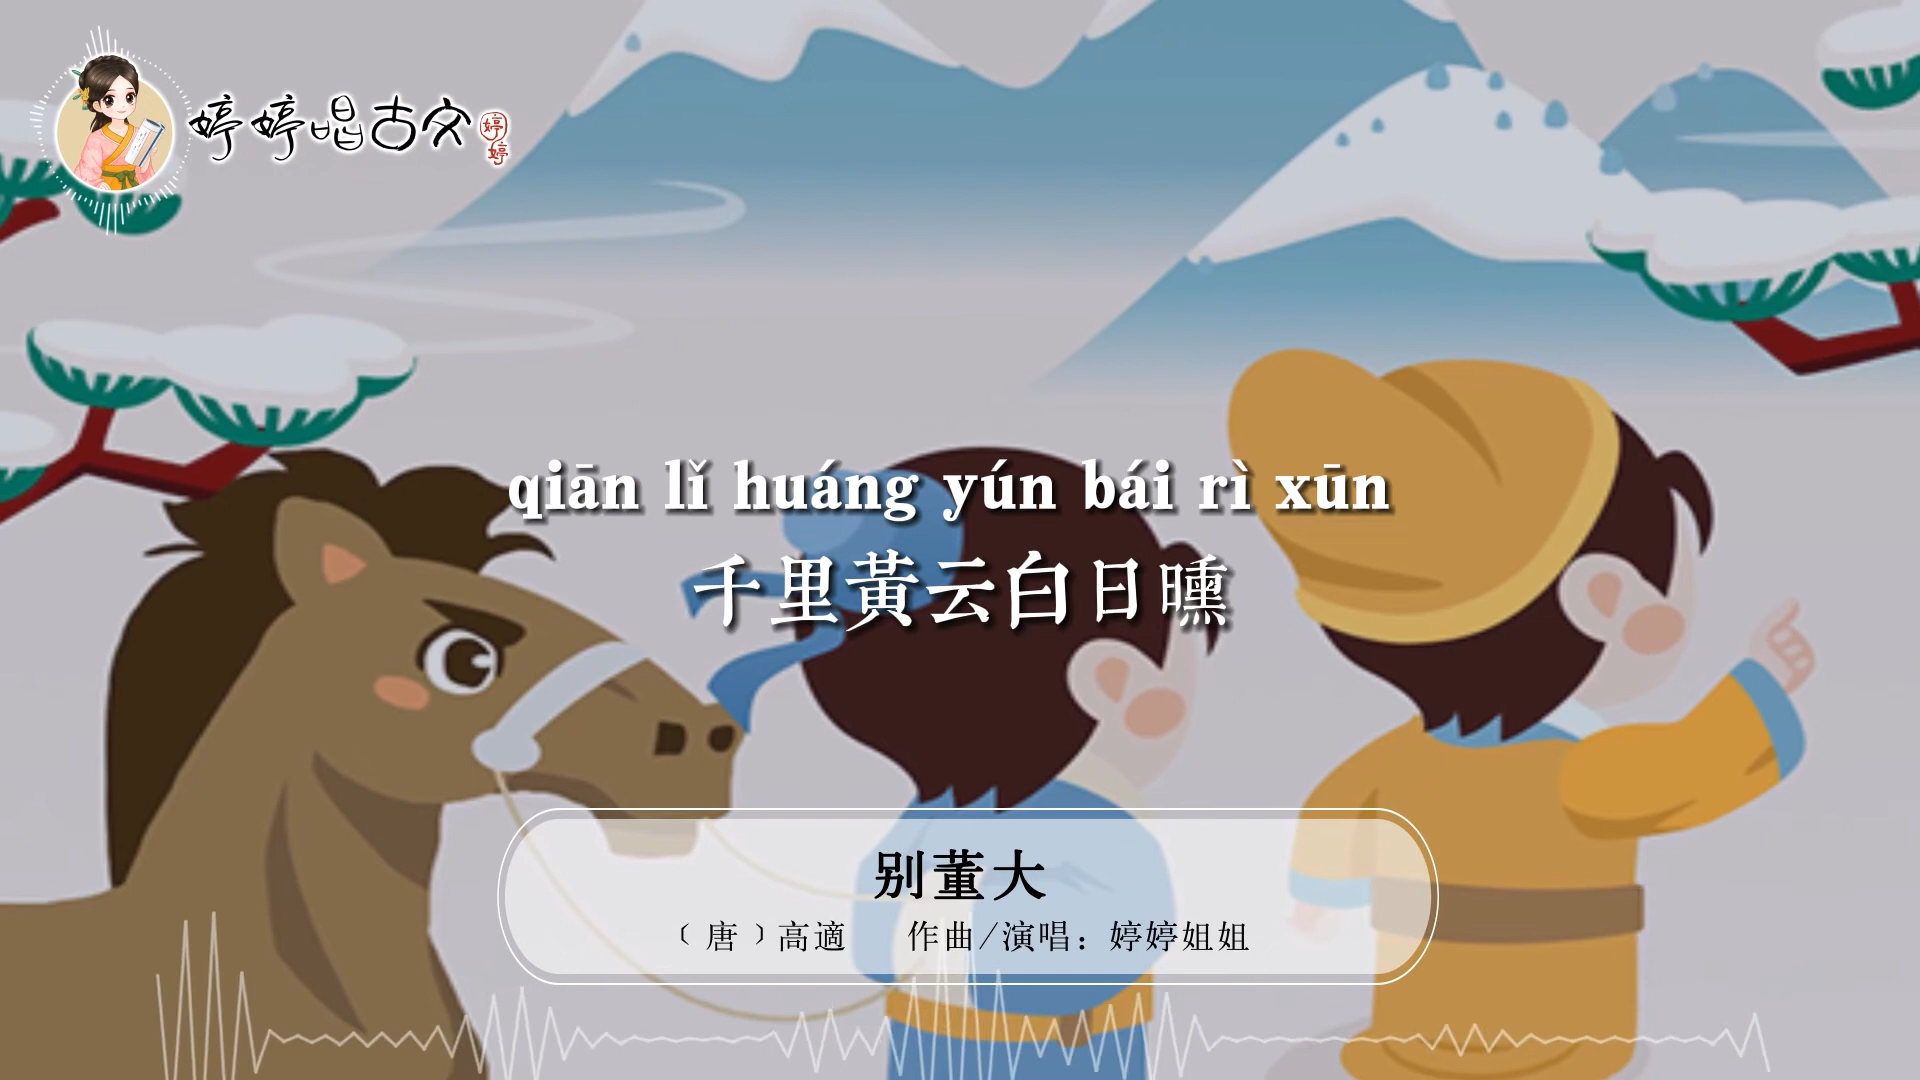 婷婷唱古文
婷婷
qiān lǐ huáng yún bái rì xūn
千里黃云白日曛
别董大
﹝唐﹞高適 作曲/演唱：婷婷姐姐